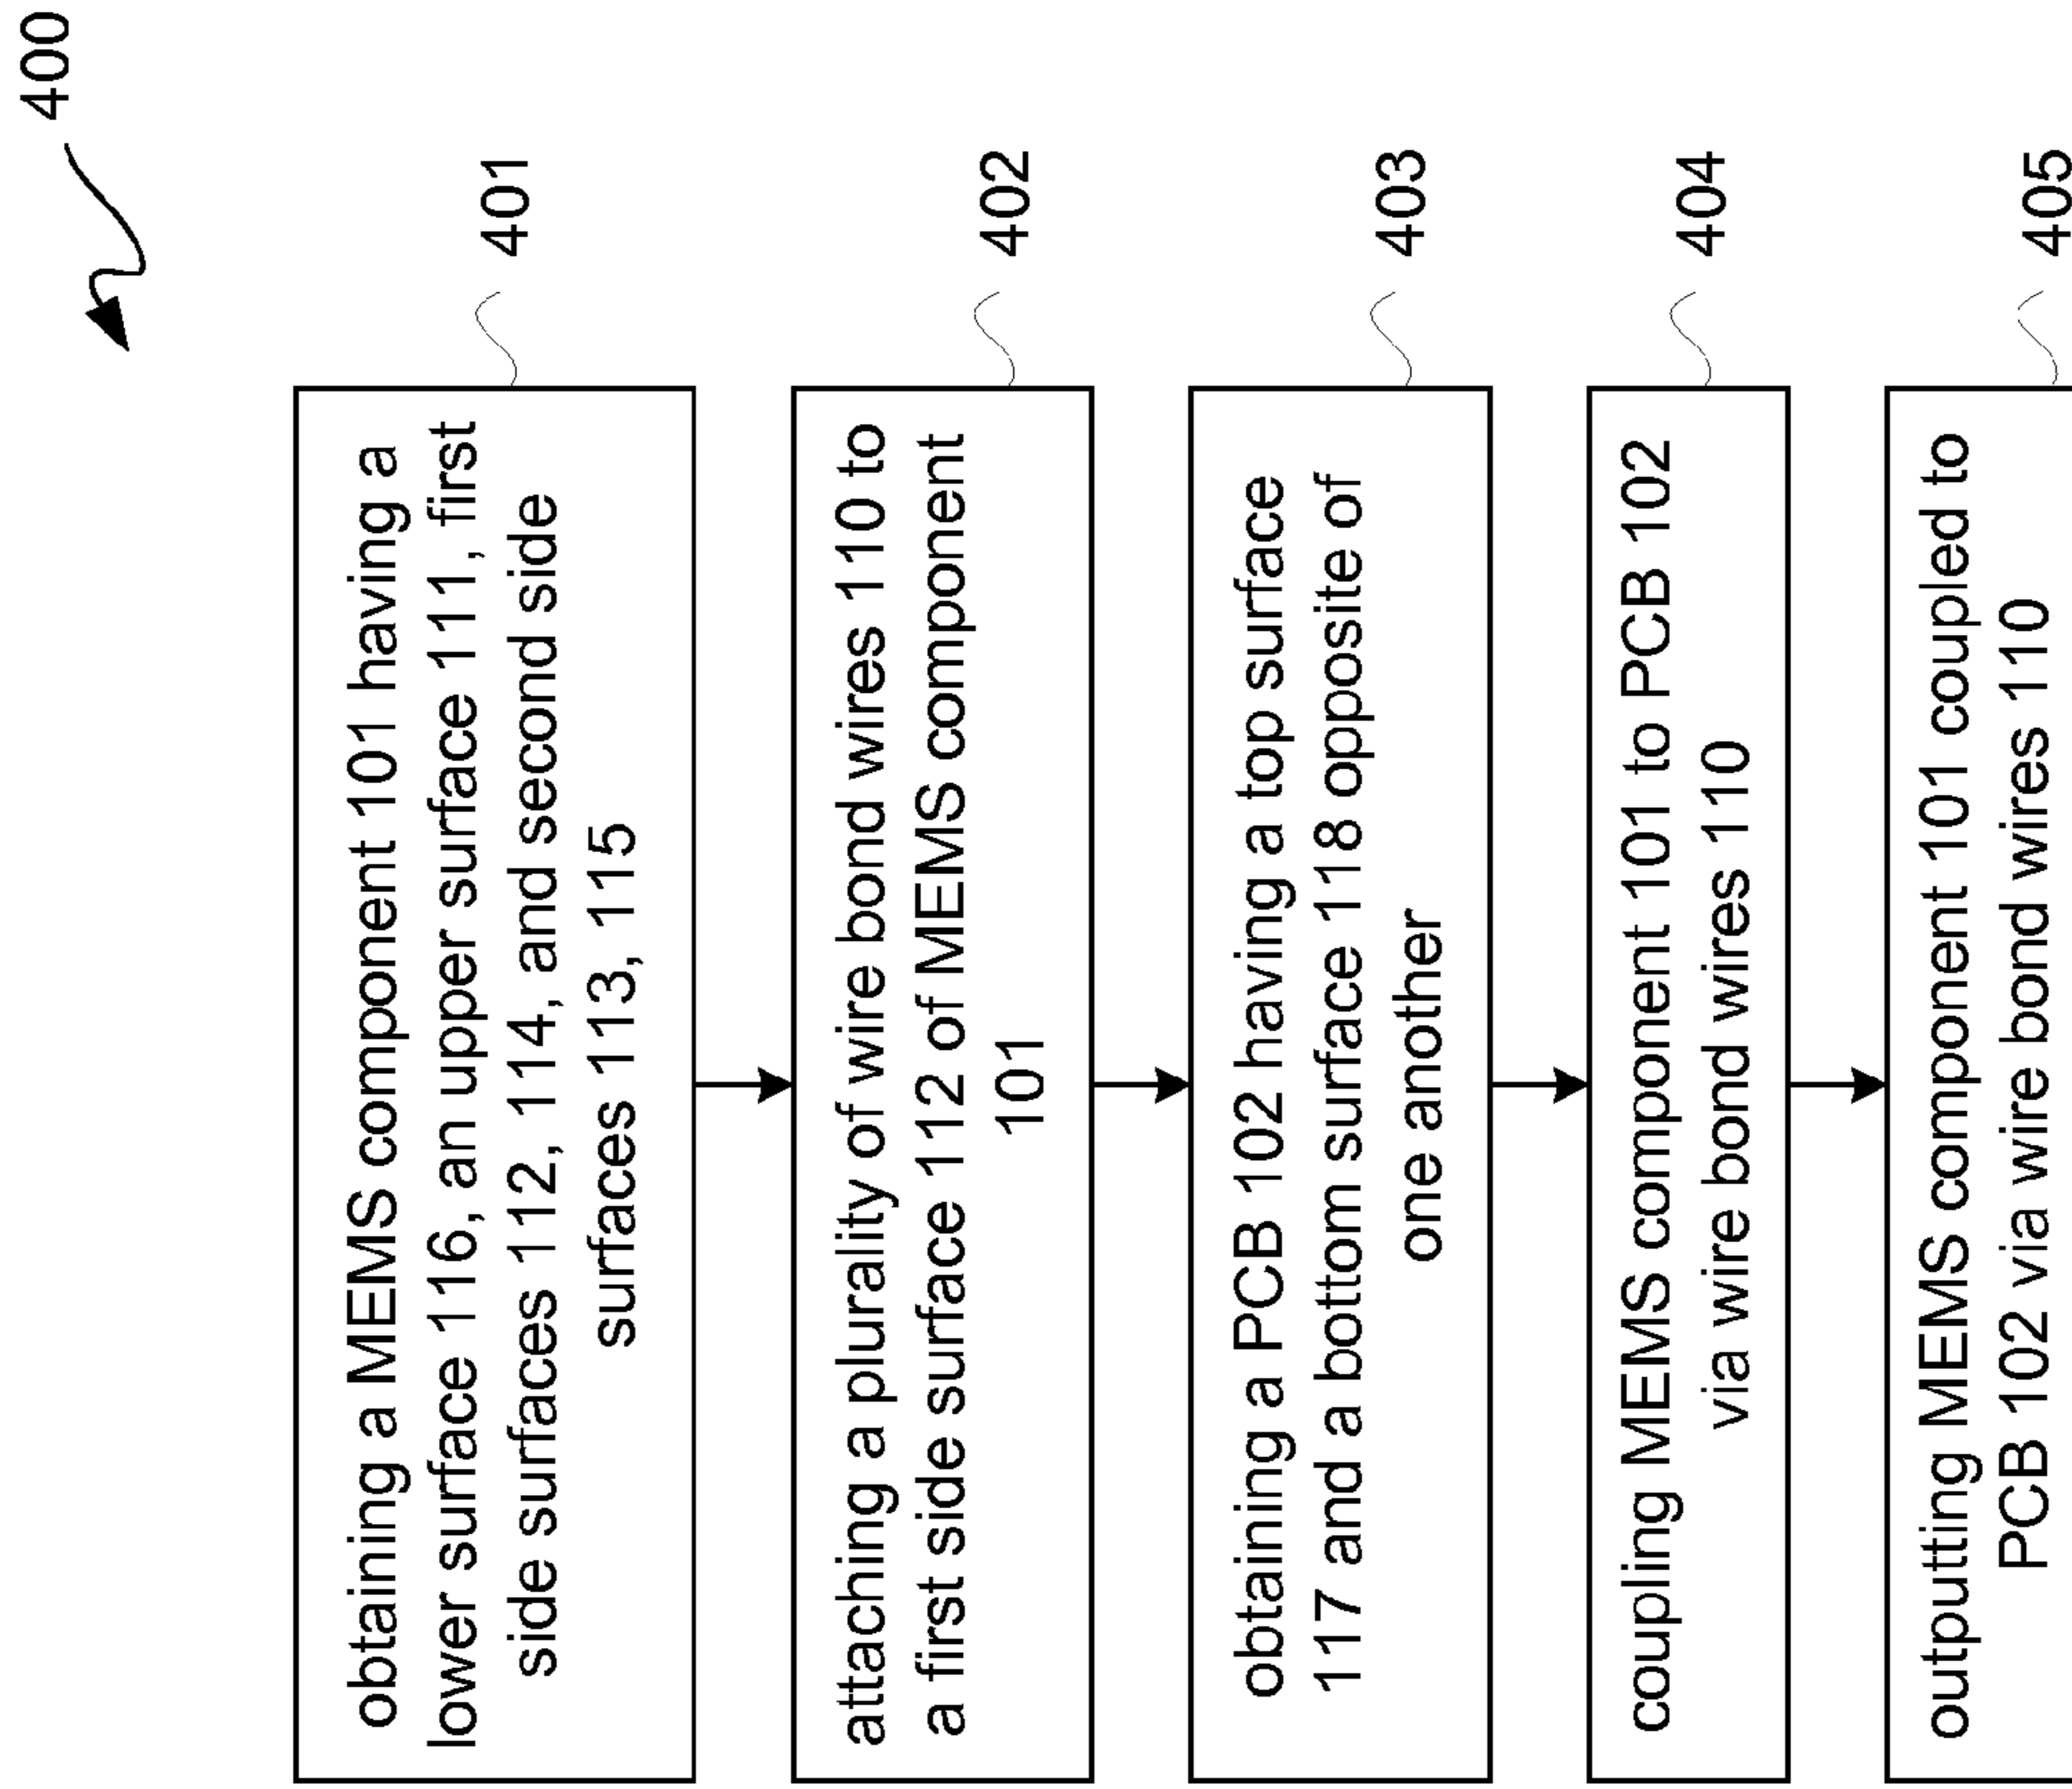 400
obtaining a MEMS component 101 having a
lower surface 116, an upper surface 111, first
side surfaces 112, 114, and second side
surfaces 113, 115
401
attaching a plurality of wire bond wires 110 to
a first side surface 112 of MEMS component
101
402
obtaining a PCB 102 having a top surface
117 and a bottom surface 118 opposite of
one another
403
coupling MEMS component 101 to PCB 102
via wire bond wires 110
404
outputting MEMS component 101 coupled to
PCB 102 via wire bond wires 110
405